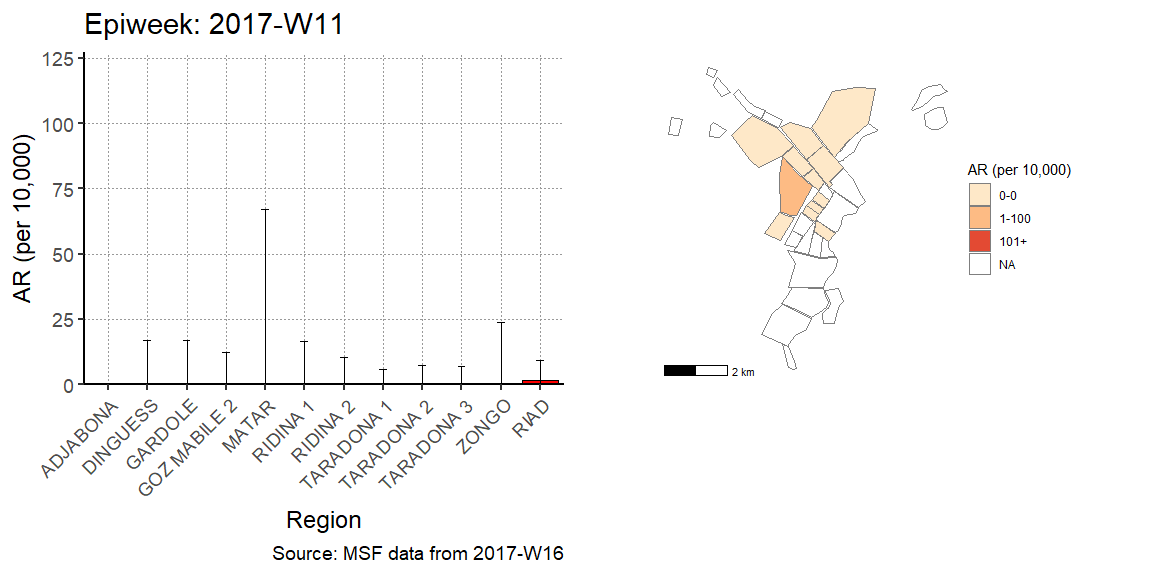 Epiweek: 2017-W11
AR (per 10,000)
125
100
75
50
25
0
ADJABONA
DINGUESS
GARDOLE
GOZ MABILE 2
MATAR
RIDINA 1
RIDINA 2
TARADONA 1
TARADONA 2
TARADONA 3
ZONGO
RIAD
Region
Source: MSF data from 2017-W16
AR (per 10,000)
0-0
1-100
101+
NA
2 km